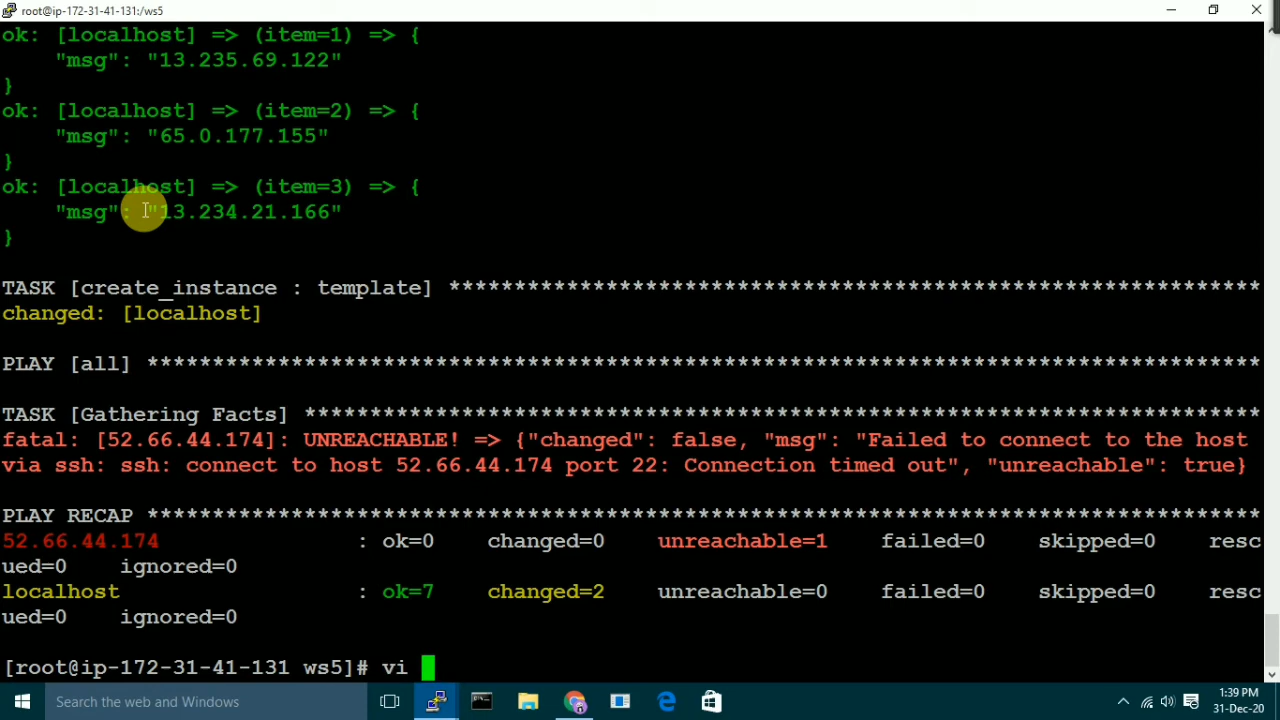 root@ip-172-31-41-131:/ws5
ok: [localhost] => (item=1) => {
"msg": "13.235.69.122"
}
ok: [localhost] => (item=2) => {
"msg": "65.0.177.155"
}
ok: [localhost] => (item=3) => {
"msg": "13.234.21.166"
}
TASK [create_instance : template] **************************************************************
changed: [localhost]
PLAY [all] *************************************************************************************
TASK [Gathering Facts] *************************************************************************
fatal: [52.66.44.174]: UNREACHABLE! => {"changed": false, "msg": "Failed to connect to the host
via ssh: ssh: connect to host 52.66.44.174 port 22: Connection timed out", "unreachable": true}
PLAY RECAP *************************************************************************************
52.66.44.174 : ok=0 changed=0 unreachable=1 failed=0 skipped=0 resc
ued=0 ignored=0
localhost : ok=7 changed=2 unreachable=0 failed=0 skipped=0 resc
ued=0 ignored=0
[root@ip-172-31-41-131 ws5]# vi
Search the web and Windows
1:39 PM
31-Dec-20